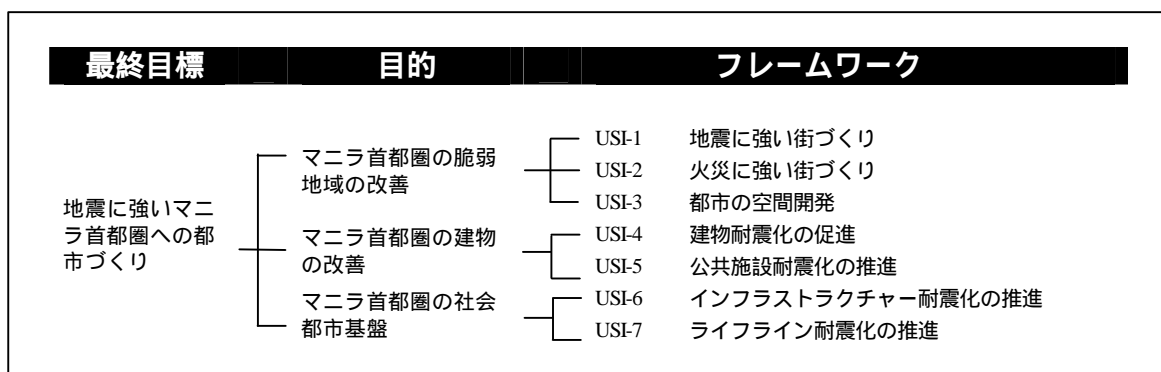 最終目標 目的 フレームワーク
地震に強いマニ
ラ首都圏への都
市づくり
マニラ首都圏の脆弱
地域の改善
USI-1 地震に強い街づくり
USI-2 火災に強い街づくり
USI-3 都市の空間開発
マニラ首都圏の建物
の改善
USI-4 建物耐震化の促進
USI-5 公共施設耐震化の推進
マニラ首都圏の社会
都市基盤
USI-6 インフラストラクチャー耐震化の推進
USI-7 ライフライン耐震化の推進